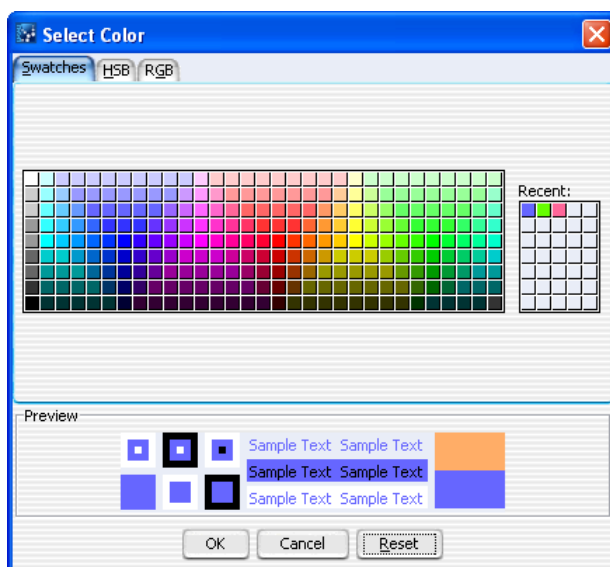 Select Color
Swatches HSB RGB
Recent:
Preview
Sample Text Sample Text
Sample Text Sample Text
Sample Text Sample Text
OK Cancel Reset